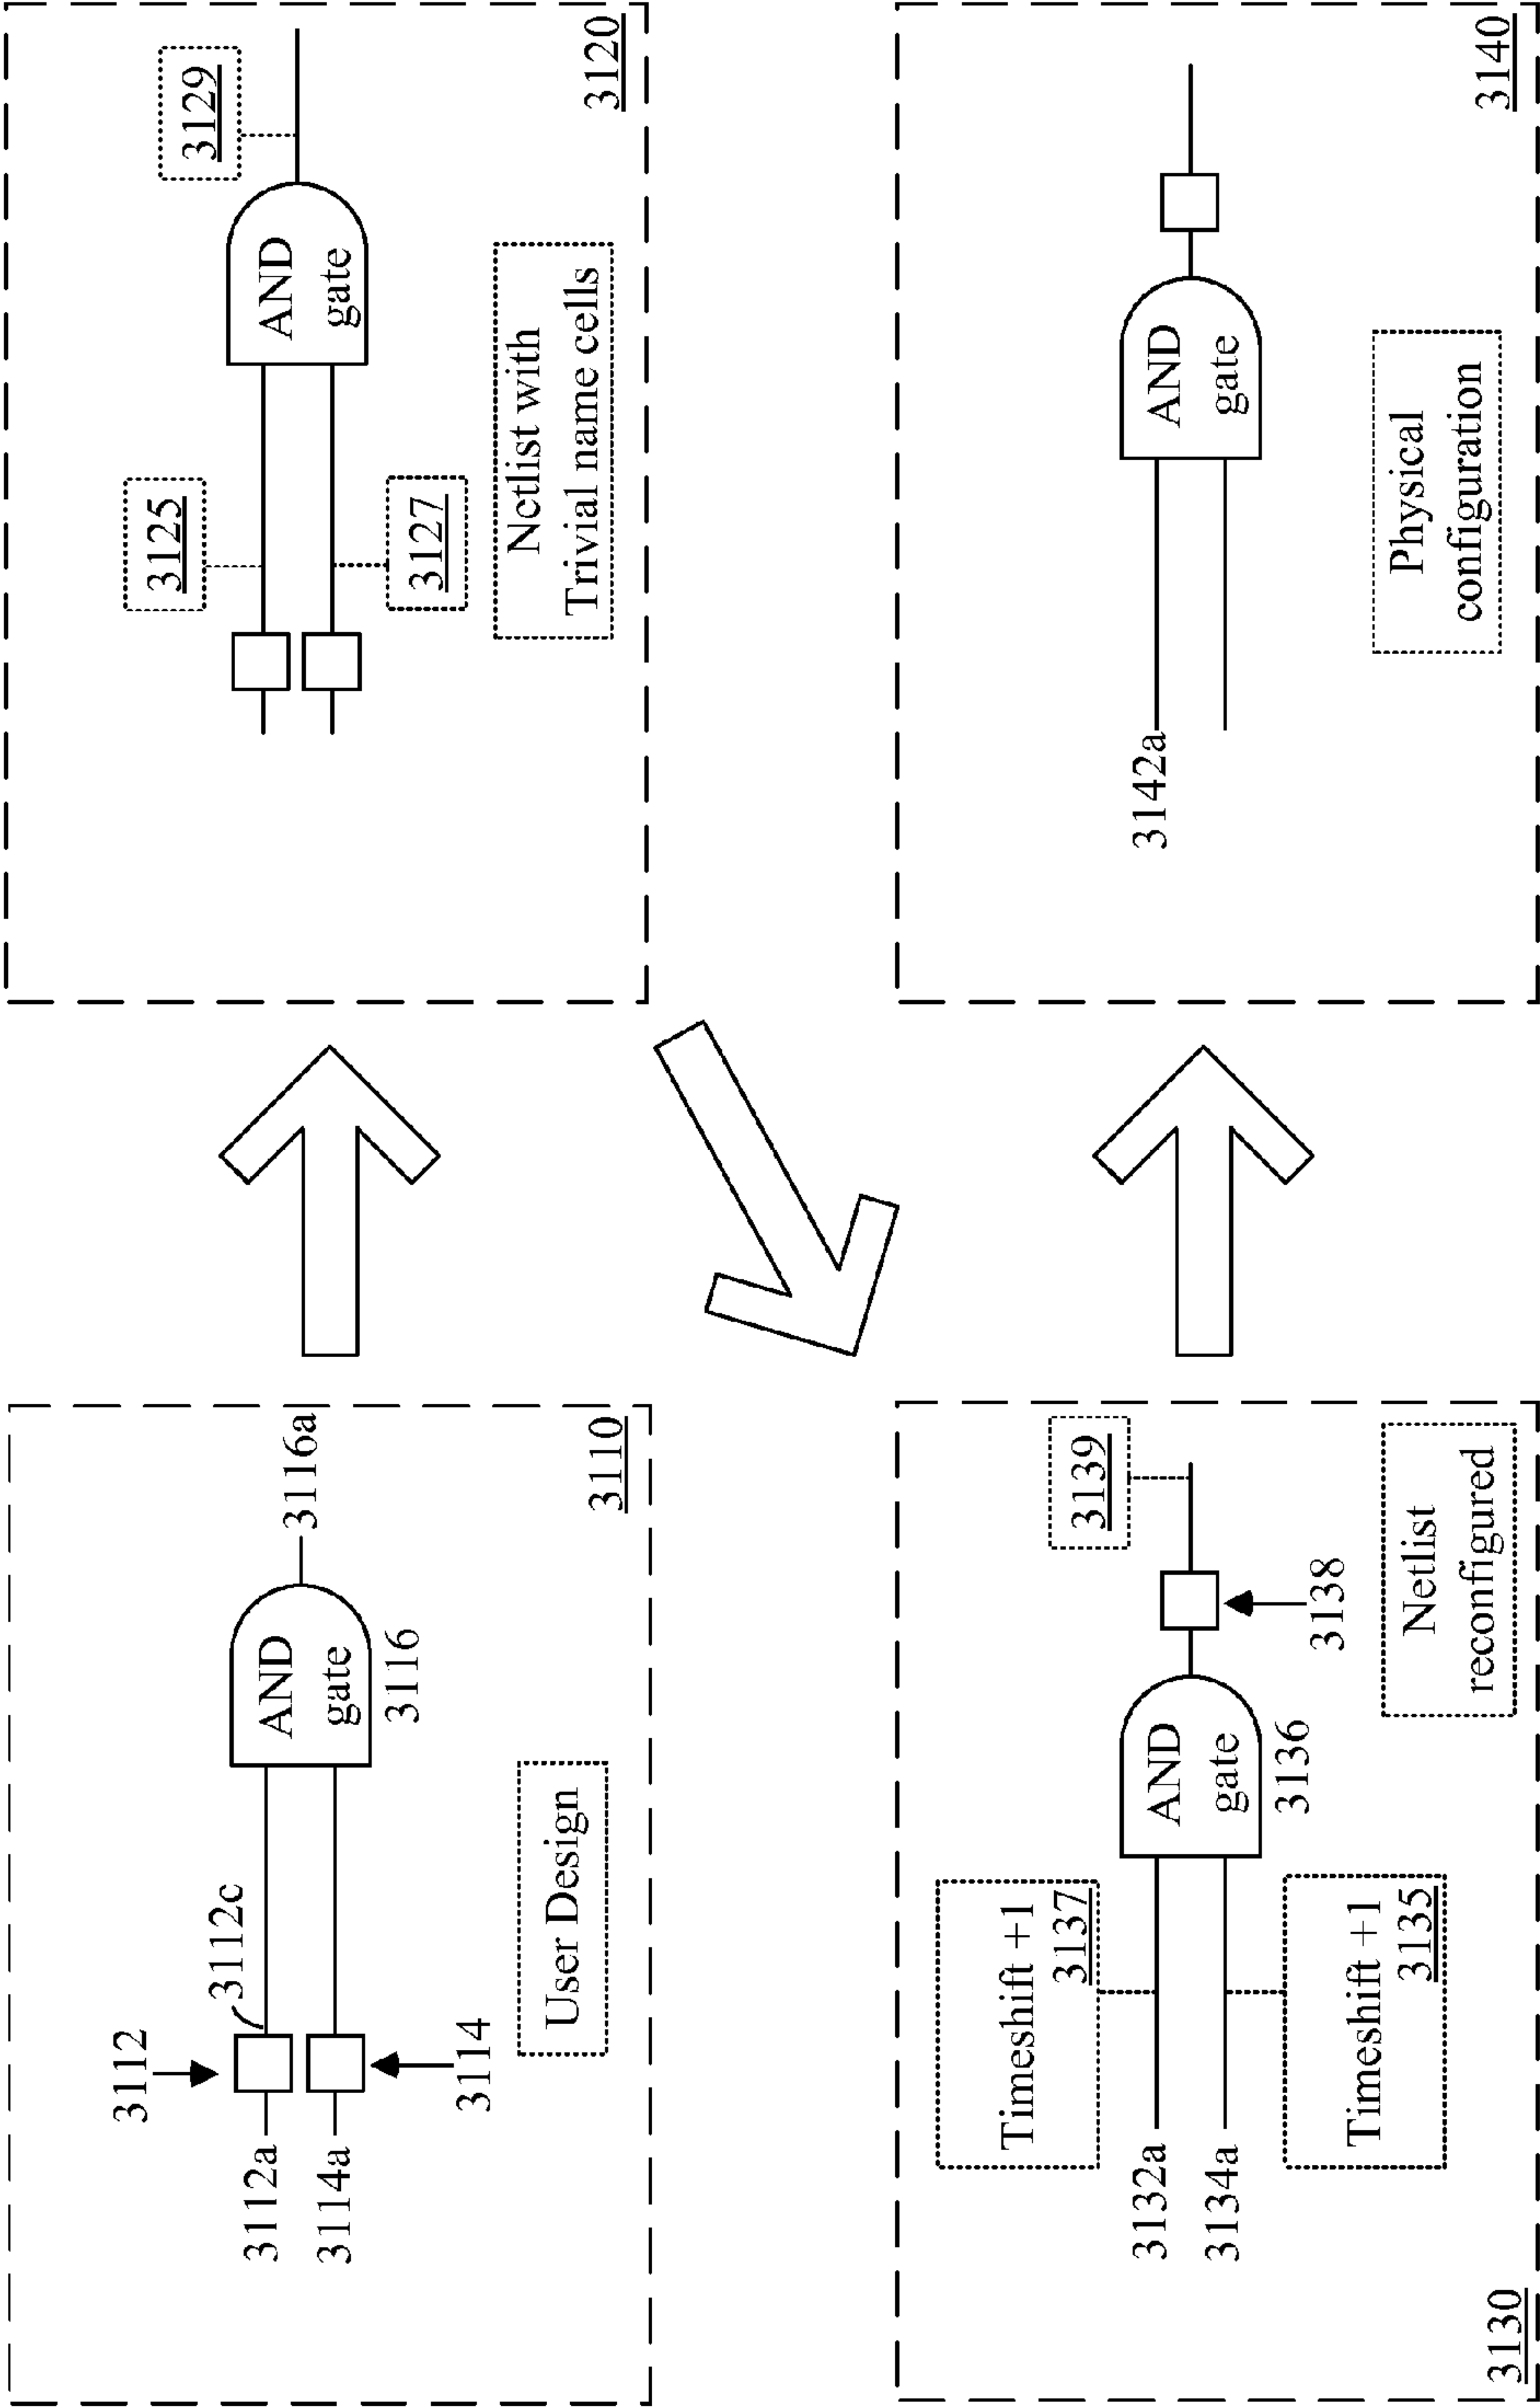 3112
3112a
3112c
3114a
3114
AND
gate
3116
3116a
User Design
3110
3125
3127
AND
gate
3129
Netlist with
Trivial name cells
3120
Timeshift +1
3137
3132a
3134a
Timeshift +1
3135
AND
gate
3136
3139
3138
Netlist
reconfigured
3130
3142a
AND
gate
Physical
configuration
3140